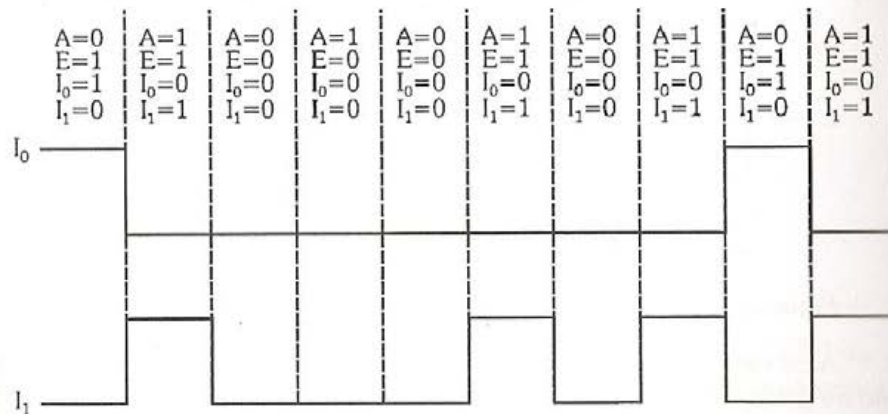 A=0 A=1 A=0 A=1 A=0 A=1 A=0 A=1 A=0 A=1
E=1 E=1 E=0 E=0 E=0 E=1 E=0 E=1 E=1 E=1
I₀=1 I₀=0 I₀=0 I₀=0 I₀=0 I₀=0 I₀=0 I₀=0 I₀=1 I₀=0
I₁=0 I₁=1 I₁=0 I₁=0 I₁=0 I₁=1 I₁=0 I₁=1 I₁=0 I₁=1
I₀
I₁